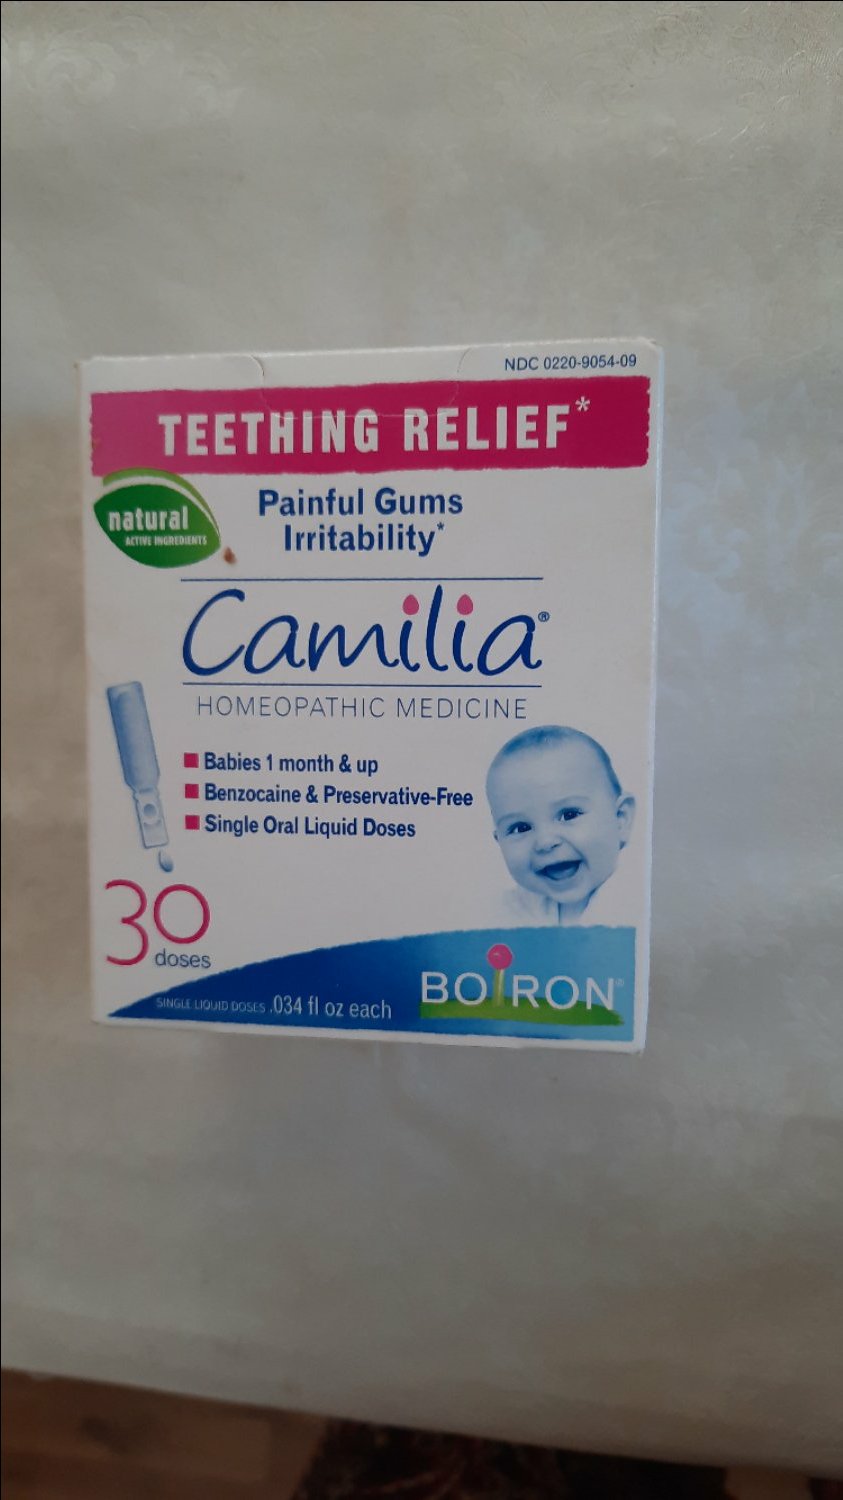 NDC 0220-9054-09
TEETHING RELIEF*
natural
ACTIVE INGREDIENTS
Painful Gums
Irritability*
Camilia®
HOMEOPATHIC MEDICINE
Babies 1 month & up
Benzocaine & Preservative-Free
Single Oral Liquid Doses
30
doses
SINGLE LIQUID DOSES .034 fl oz each
BOIRON®